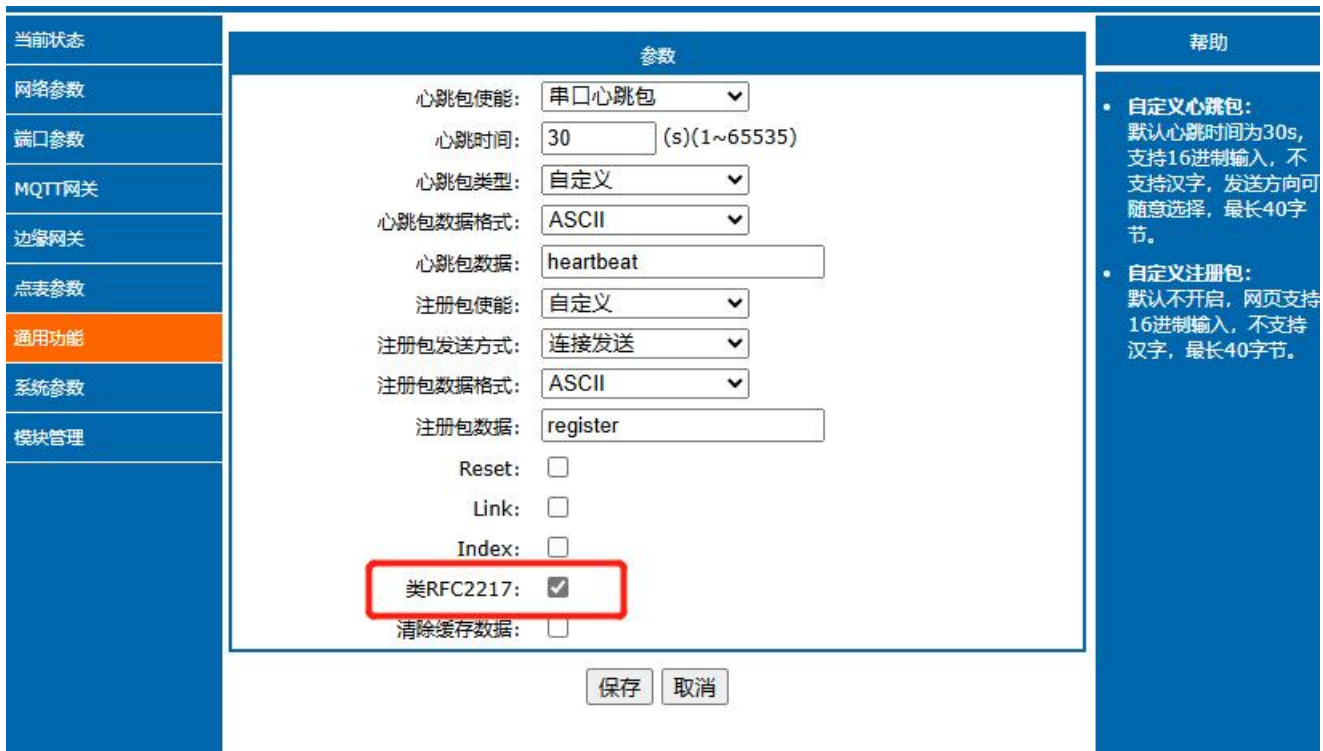 当前状态
网络参数
端口参数
MQTT网关
边缘网关
点表参数
通用功能
系统参数
模块管理
参数
心跳包使能: 串口心跳包
心跳时间: 30 (s)(1~65535)
心跳包类型: 自定义
心跳包数据格式: ASCII
心跳包数据: heartbeat
注册包使能: 自定义
注册包发送方式: 连接发送
注册包数据格式: ASCII
注册包数据: register
Reset:
Link:
Index:
类RFC2217:
清除缓存数据:
保存 取消
帮助
• 自定义心跳包:
默认心跳时间为30s,
支持16进制输入，不
支持汉字，发送方向可
随意选择，最长40字
节。
• 自定义注册包:
默认不开启，网页支持
16进制输入，不支持
汉字，最长40字节。